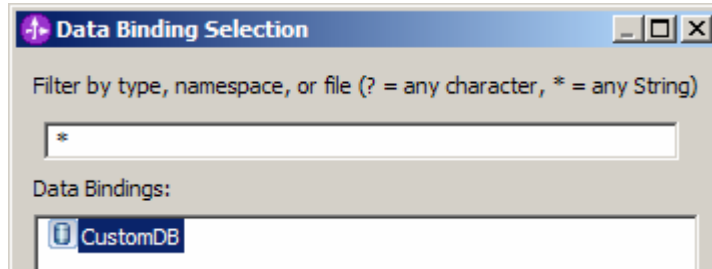 Data Binding Selection
Filter by type, namespace, or file (? = any character, * = any String)
*
Data Bindings:
CustomDB